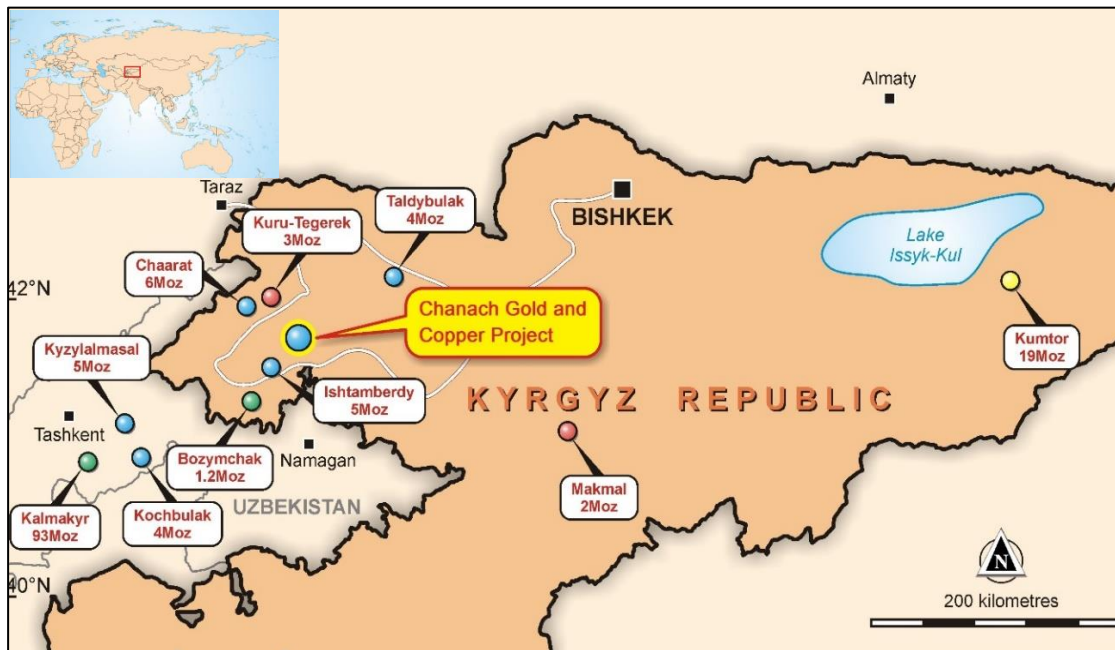 Almaty
Taraz
Taldybulak
4Moz
BISHKEK
Kuru-Tegerek
3Moz
Lake
Issyk-Kul
Chaarat
6Moz
42°N
Chanach Gold and
Copper Project
Kumtor
19Moz
Kyzylalmasal
5Moz
Ishtamberdy
5Moz
KYRGYZ REPUBLIC
Tashkent
Namagan
Bozymchak
1.2Moz
Makmal
2Moz
UZBEKISTAN
Kalmakyr
93Moz
Kochbulak
4Moz
N
40°N
200 kilometres